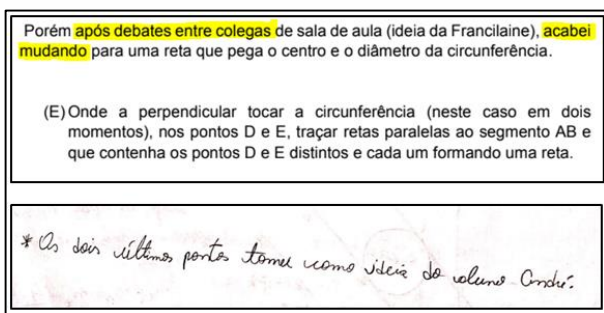 Porém após debates entre colegas de sala de aula (ideia da Francilaine), acabei
mudando para uma reta que pega o centro e o diâmetro da circunferência.
(E) Onde a perpendicular tocar a circunferência (neste caso em dois
momentos), nos pontos D e E, traçar retas paralelas ao segmento AB e
que contenha os pontos D e E distintos e cada um formando uma reta.
* Os dois últimos pontos tomei como ideia do aluno André.